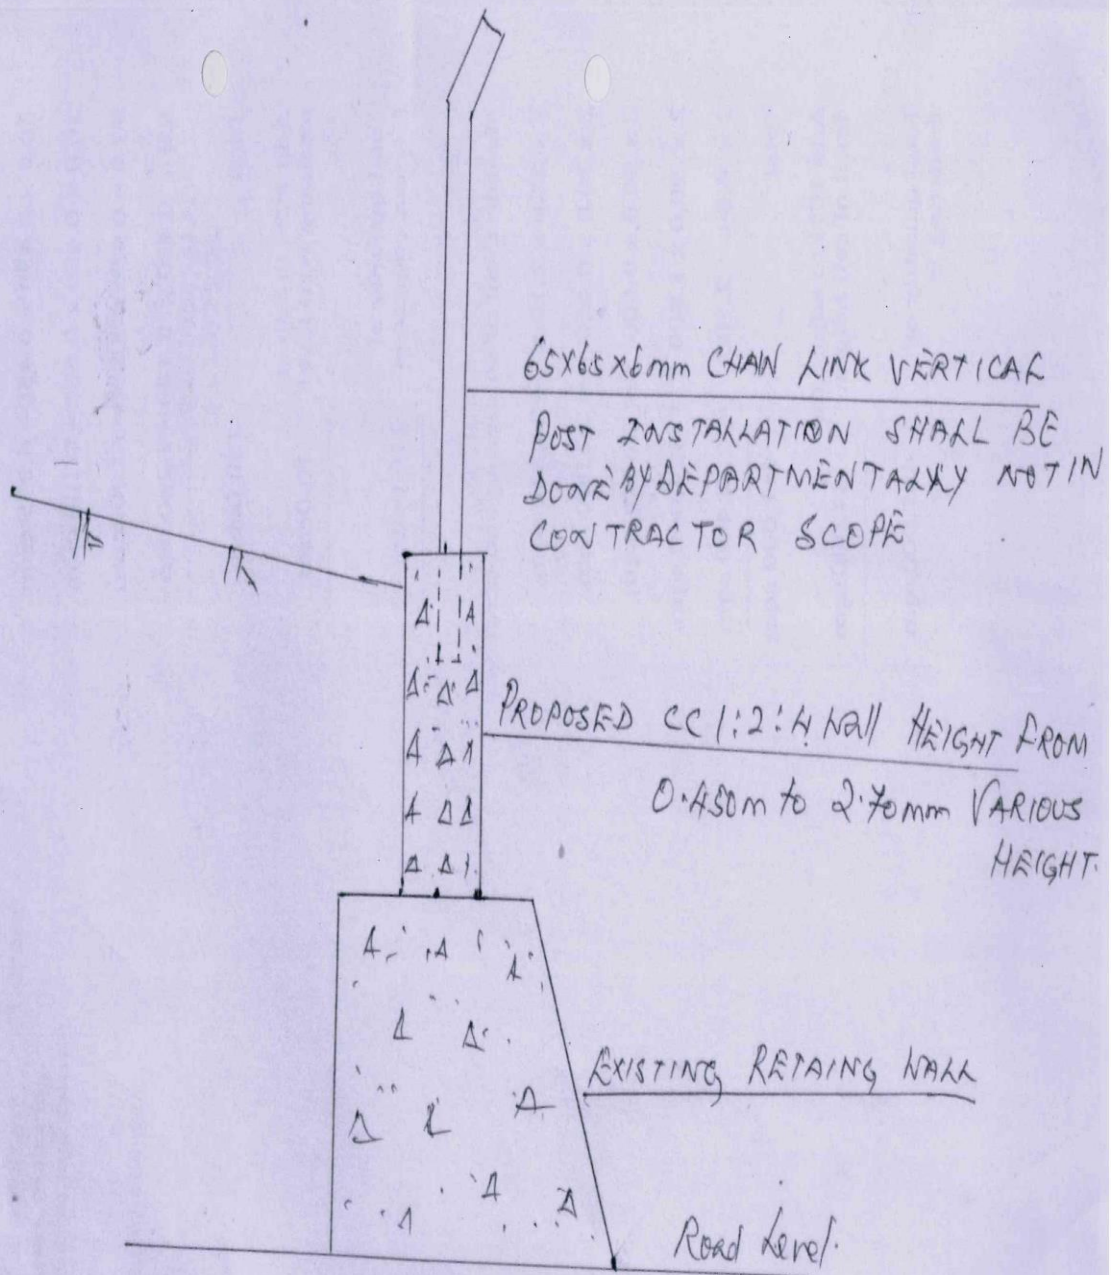 65X65X6mm CHAN LINK VERTICAL
POST INSTALLATION SHALL BE
DONE BY DEPARTMENTALLY NOT IN
CONTRACTOR SCOPE
PROPOSED CC 1:2:4 Wall HEIGHT FROM
0.450m to 2.70mm VARIOUS
HEIGHT.
EXISTING RETAING WALL
Road Level.